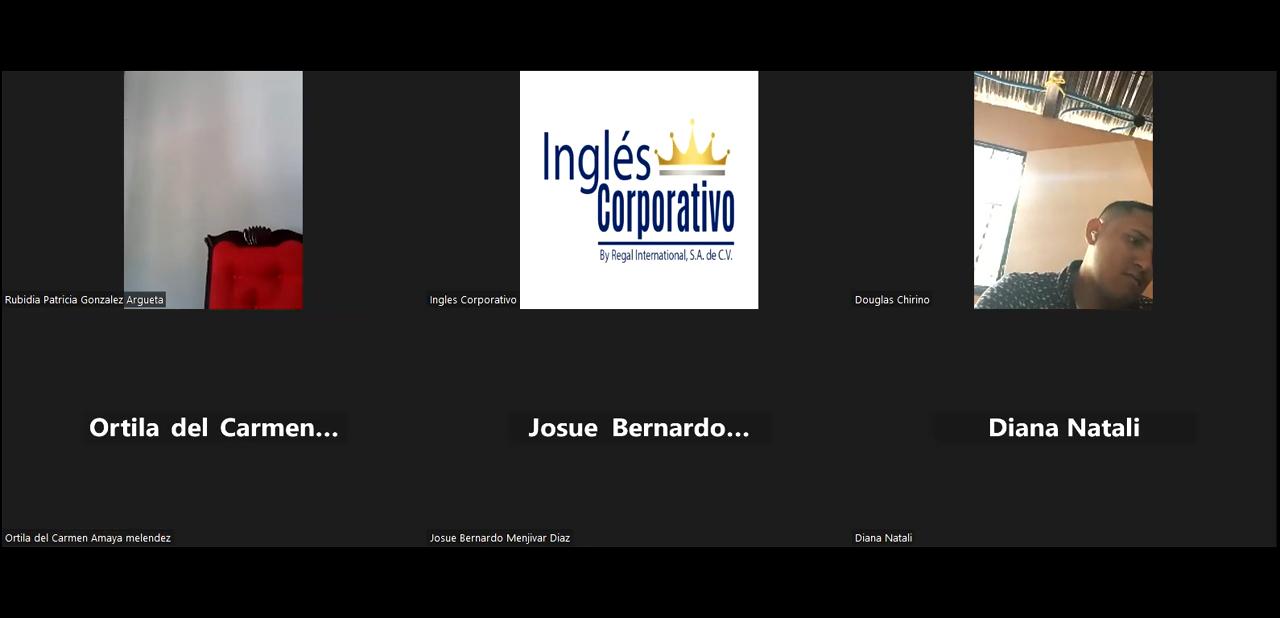 Inglés
Corporativo
By Regal International, S.A. de C.V.
Rubidia Patricia Gonzalez Argueta
Ingles Corporativo
Douglas Chirino
Ortila del Carmen...
Josue Bernardo...
Diana Natali
Ortila del Carmen Amaya melendez
Josue Bernardo Menjivar Diaz
Diana Natali